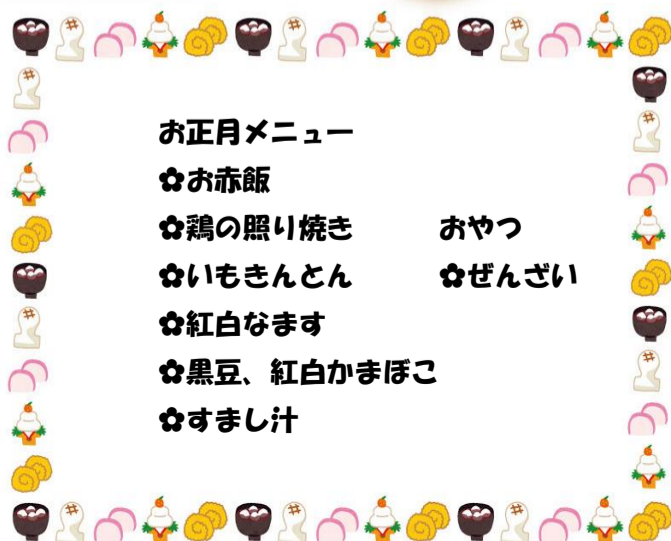 お正月メニュー
✿お赤飯
✿鶏の照り焼き
✿いもきんとん
✿紅白なます
✿黒豆、紅白かまぼこ
✿すまし汁
おやつ
✿ぜんざい